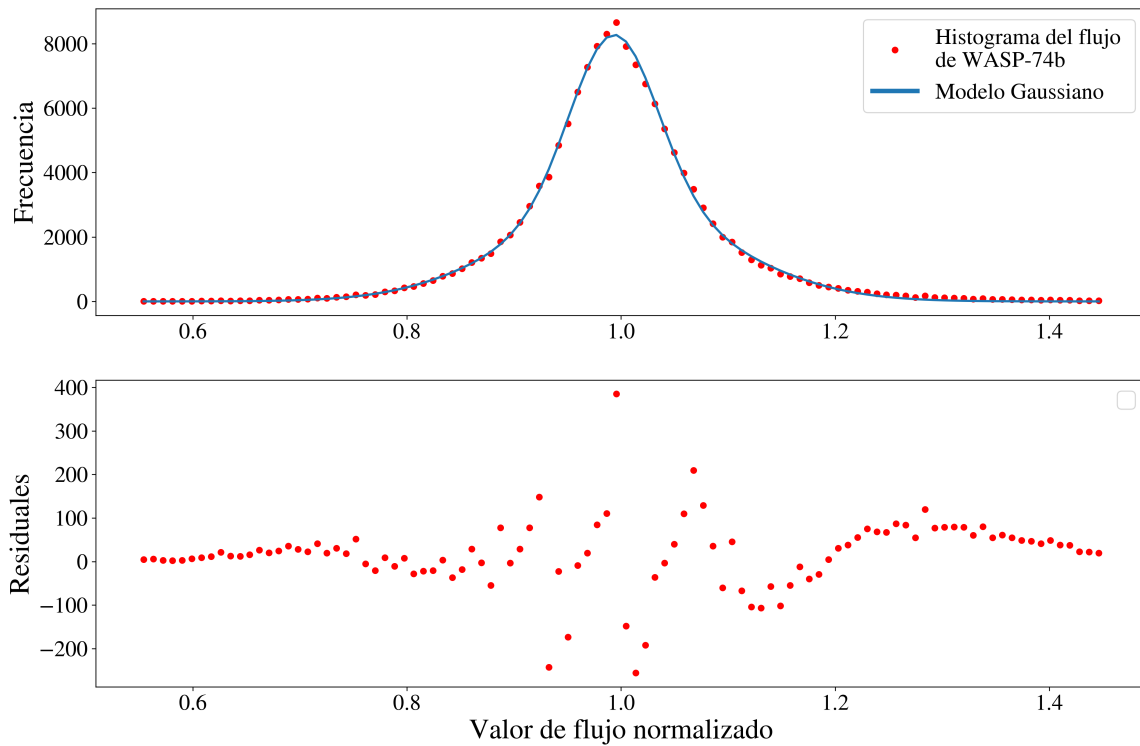 Frecuencia
8000
6000
4000
2000
0
Histograma del flujo
de WASP-74b
Modelo Gaussiano
0.6 0.8 1.0 1.2 1.4
Residuales
400
300
200
100
0
−100
−200
0.6 0.8 1.0 1.2 1.4
Valor de flujo normalizado